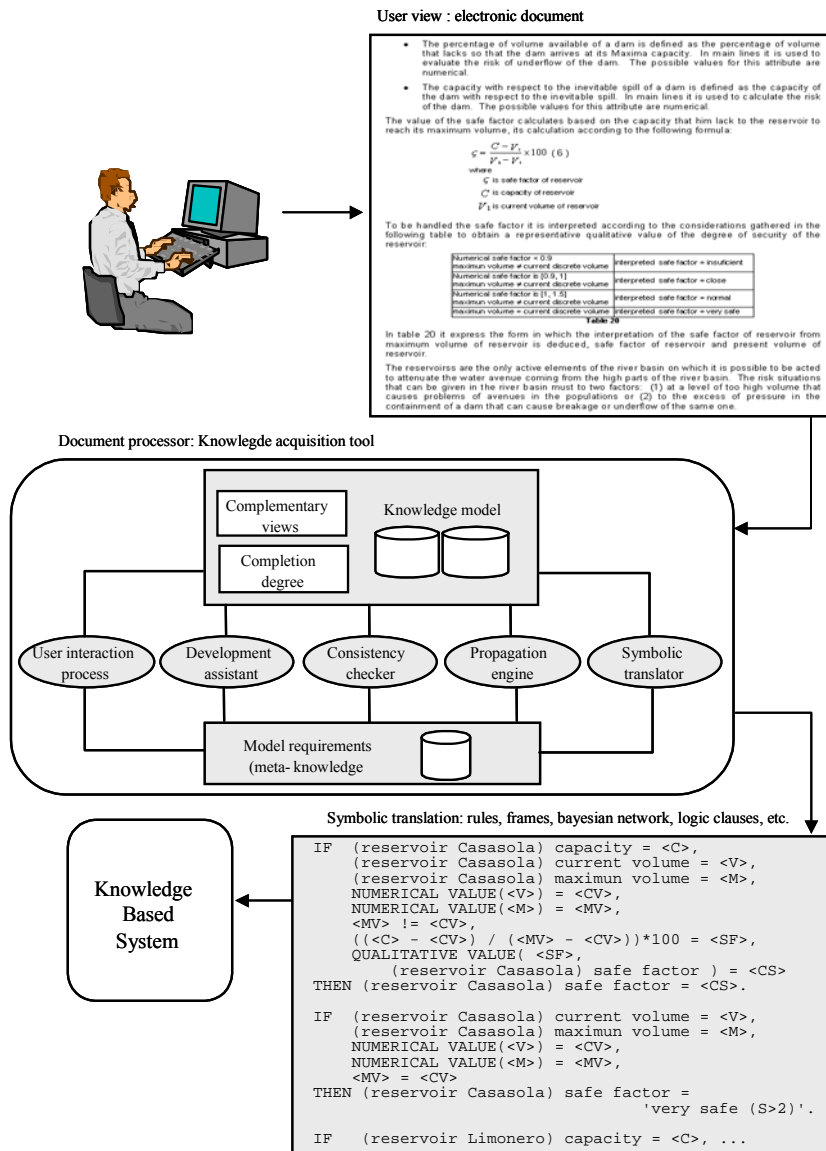 User view : electronic document
• The percentage of volume available of a dam is defined as the percentage of volume
that lacks so that the dam arrives at its Maxima capacity. In main lines it is used to
evaluate the risk of underflow of the dam. The possible values for this attribute are
numerical.
• The capacity with respect to the inevitable spill of a dam is defined as the capacity of
the dam with respect to the inevitable spill. In main lines it is used to calculate the risk
of the dam. The possible values for this attribute are numerical.
The value of the safe factor calculates based on the capacity that him lack to the reservoir to
reach its maximum volume, its calculation according to the following formula:
×100 (6)
where
ς is safe factor of reservoir
C is capacity of reservoir
is current volume of reservoir
To be handled the safe factor it is interpreted according to the considerations gathered in the
following table to obtain a representative qualitative value of the degree of security of the
reservoir:
Numerical safe factor < 0.9
maximun volume ≠ current discrete volume interpreted safe factor = insuficient
Numerical safe factor is [0.9, 1]
maximun volume ≠ current discrete volume interpreted safe factor = close
Numerical safe factor is [1, 1.5]
maximun volume ≠ current discrete volume interpreted safe factor = normal
maximun volume = current discrete volume interpreted safe factor = very safe
Table 20
In table 20 it express the form in which the interpretation of the safe factor of reservoir from
maximum volume of reservoir is deduced, safe factor of reservoir and present volume of
reservoir.
The reservoirss are the only active elements of the river basin on which it is possible to be acted
to attenuate the water avenue coming from the high parts of the river basin. The risk situations
that can be given in the river basin must to two factors: (1) at a level of too high volume that
causes problems of avenues in the populations or (2) to the excess of pressure in the
containment of a dam that can cause breakage or underflow of the same one.
Document processor: Knowlegde acquisition tool
Complementary
views
Knowledge model
Completion
degree
User interaction
process
Development
assistant
Consistency
checker
Propagation
engine
Symbolic
translator
Model requirements
(meta- knowledge
Symbolic translation: rules, frames, bayesian network, logic clauses, etc.
Knowledge
Based
System
IF (reservoir Casasola) capacity = <C>,
(reservoir Casasola) current volume = <V>,
(reservoir Casasola) maximun volume = <M>,
NUMERICAL VALUE(<V>) = <CV>,
NUMERICAL VALUE(<M>) = <MV>,
<MV> != <CV>,
((<C> - <CV>) / (<MV> - <CV>))*100 = <SF>,
QUALITATIVE VALUE( <SF>,
(reservoir Casasola) safe factor ) = <CS>
THEN (reservoir Casasola) safe factor = <CS>.
IF (reservoir Casasola) current volume = <V>,
(reservoir Casasola) maximun volume = <M>,
NUMERICAL VALUE(<V>) = <CV>,
NUMERICAL VALUE(<M>) = <MV>,
<MV> = <CV>
THEN (reservoir Casasola) safe factor =
'very safe (S>2)'.
IF (reservoir Limonero) capacity = <C>, ...